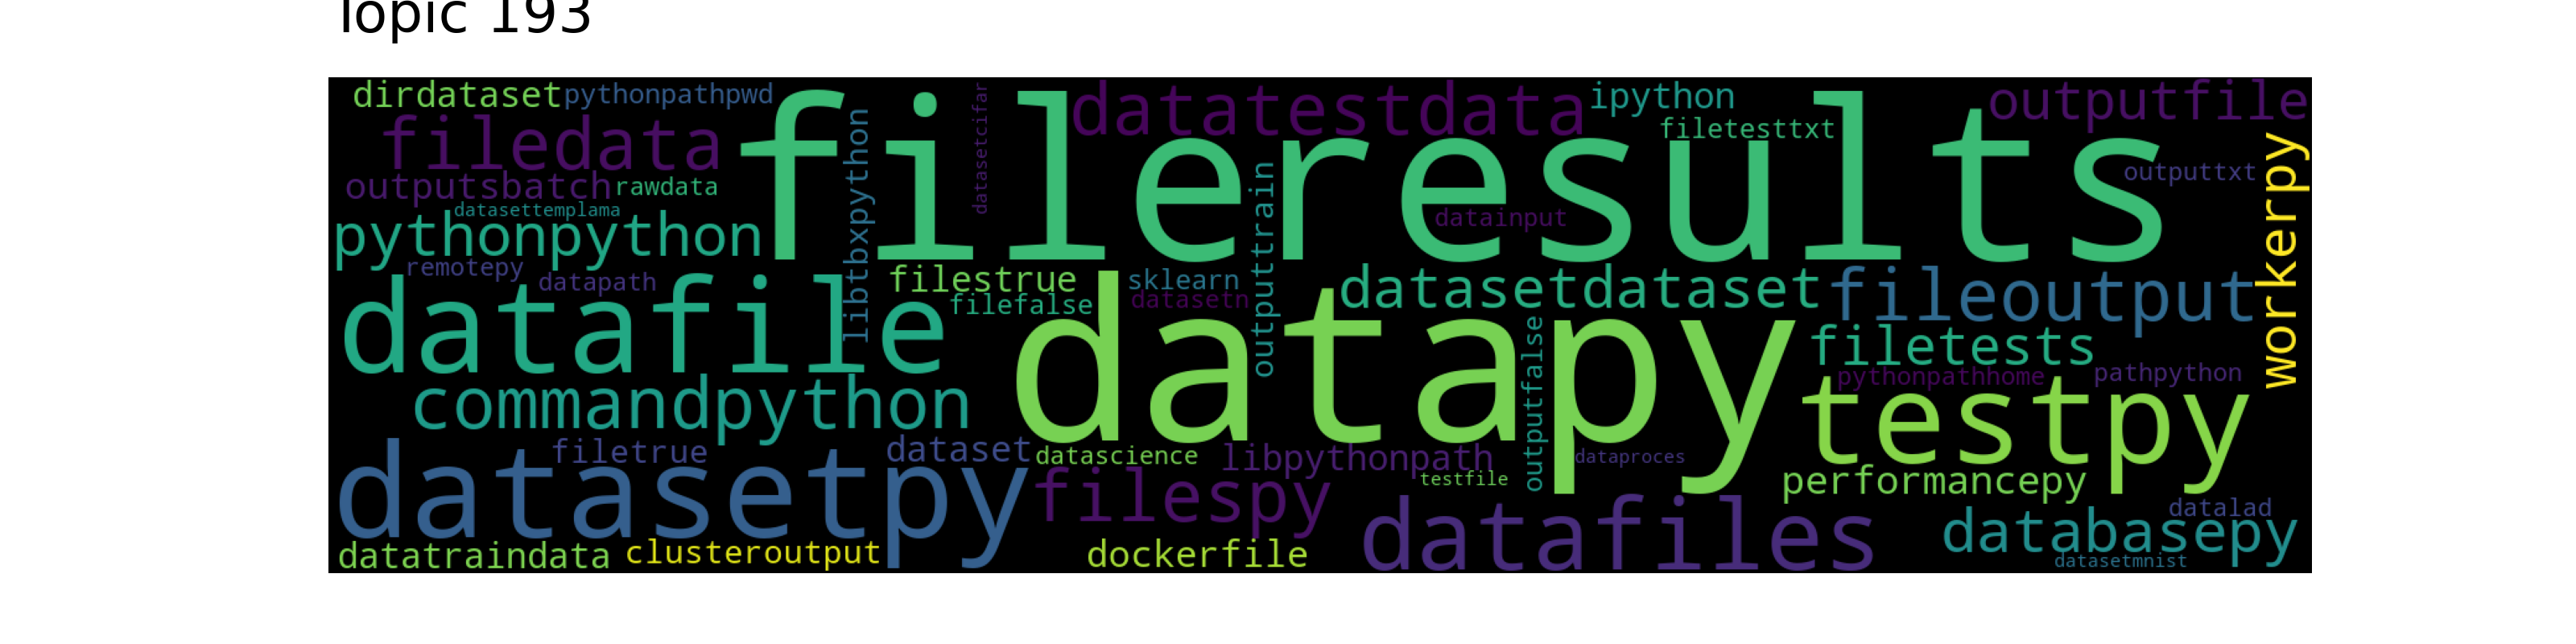 Topic 193
dirdataset
pythonpathpwd
filedata
outputsbatch
rawdata
datasettemplama
pythonpython
fileresults
libtbxpython
datasetcifar
datatestdata
ipython
filetesttxt
outputfile
outputtxt
workerpy
datainput
outputtrain
remotepy
datapath
datafile
filestrue
filefalse
sklearn
datasetn
datasetdataset
fileoutput
datapy
outputfalse
filetests
pythonpathhome
pathpython
commandpython
testpy
filetrue
dataset
datasetpy
datascience
libpythonpath
testfile
dataproces
performancepy
filespy
datafiles
datalad
databasepy
datasetmnist
datatraindata
clusteroutput
dockerfile